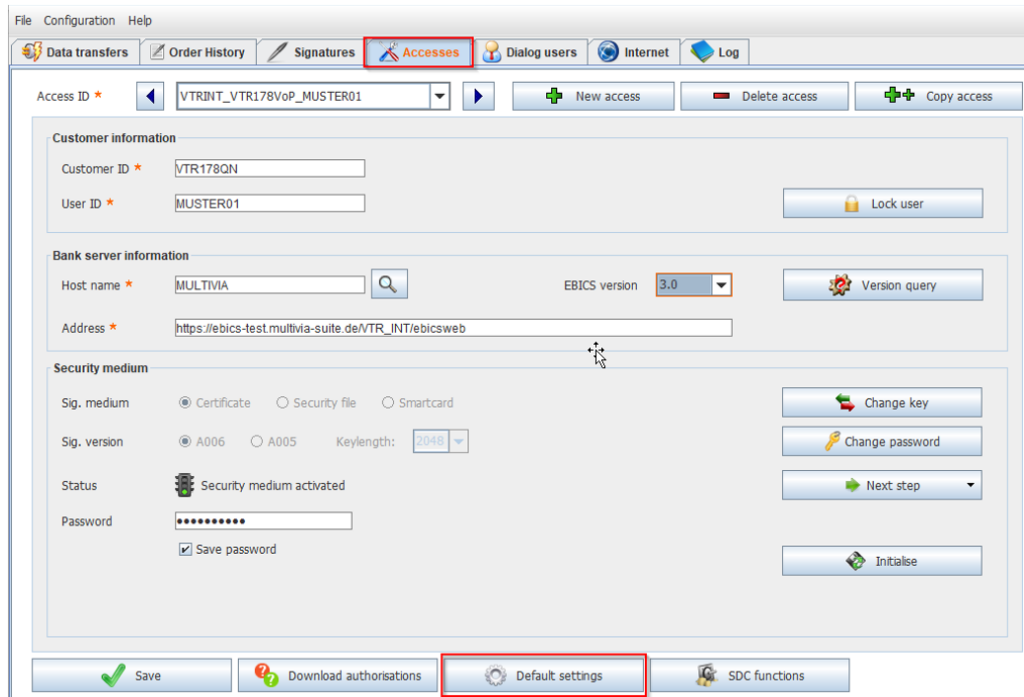 File Configuration Help
Data transfers Order History Signatures Accesses Dialog users Internet Log
Access ID * VTRINT_VTR178VoP_MUSTER01 New access Delete access Copy access
Customer information
Customer ID * VTR178QN
User ID * MUSTER01 Lock user
Bank server information
Host name * MULTIVIA EBICS version 3.0 Version query
Address * https://ebics-test.multivia-suite.de/VTR_INT/ebicsweb
Security medium
Sig. medium Certificate Security file Smartcard Change key
Sig. version A006 A005 Keylength: 2048 Change password
Status Security medium activated Next step
Password ••••••••••
Save password
Initialise
Save Download authorisations Default settings SDC functions